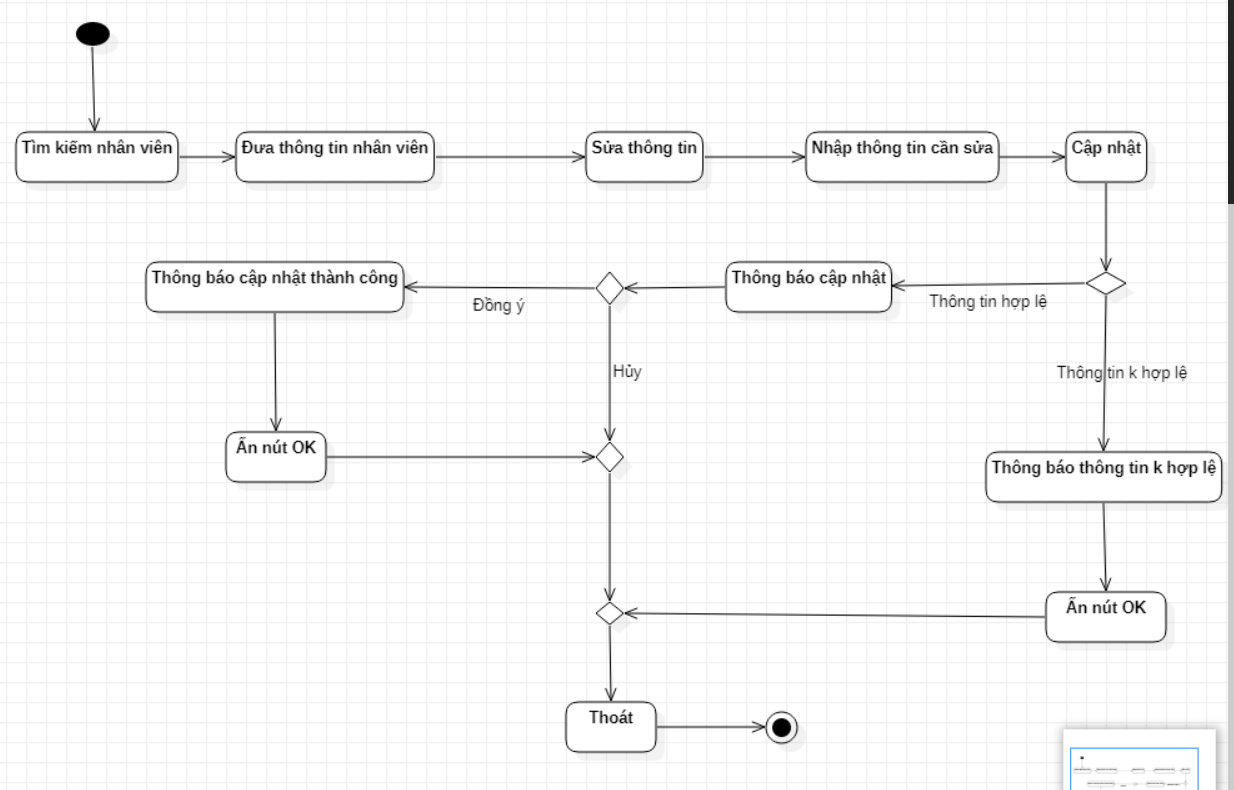 Tìm kiếm nhân viên
Đưa thông tin nhân viên
Sửa thông tin
Nhập thông tin cần sửa
Cập nhật
Thông báo cập nhật thành công
Đồng ý
Thông báo cập nhật
Thông tin hợp lệ
Hủy
Thông tin k hợp lệ
Ấn nút OK
Thông báo thông tin k hợp lệ
Ấn nút OK
Thoát